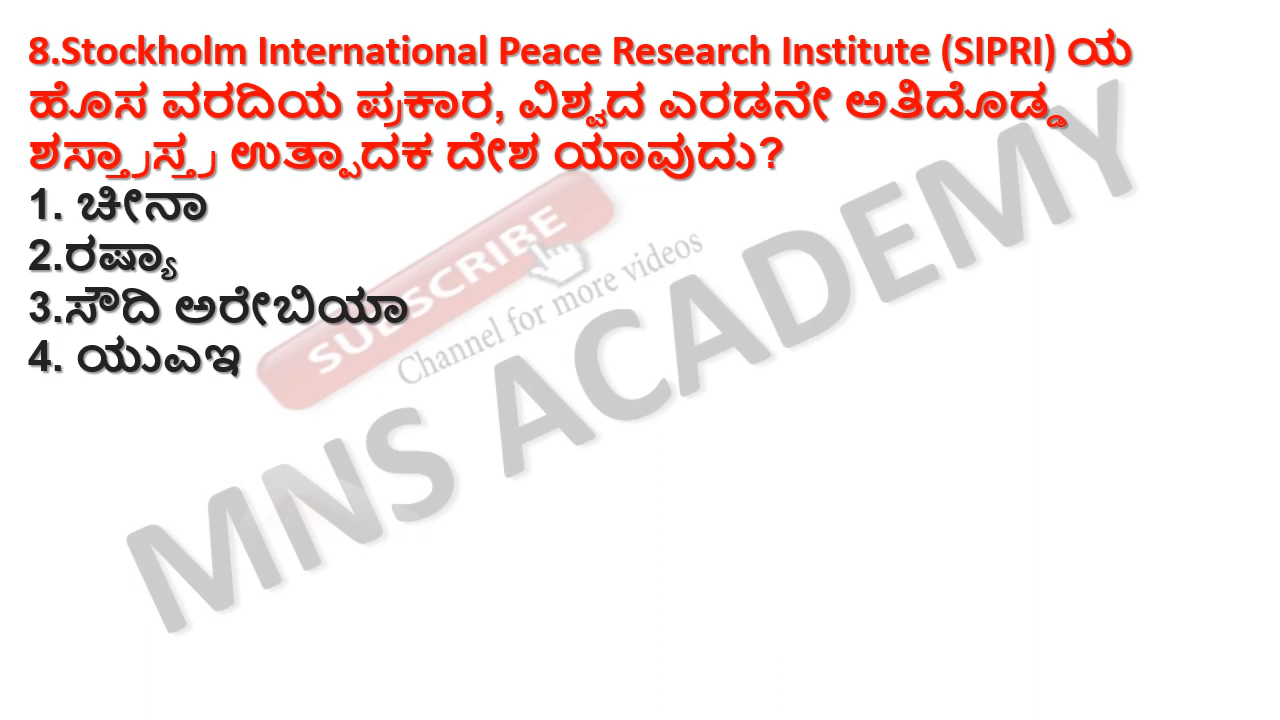 8.Stockholm International Peace Research Institute (SIPRI) ಯ
ಹೊಸ ವರದಿಯ ಪ್ರಕಾರ, ವಿಶ್ವದ ಎರಡನೇ ಅತಿದೊಡ್ಡ
ಶಸ್ತ್ರಾಸ್ತ್ರ ಉತ್ಪಾದಕ ದೇಶ ಯಾವುದು?
1. ಚೀನಾ
2.ರಷ್ಯಾ
3.ಸೌದಿ ಅರೇಬಿಯಾ
4. ಯುಎಇ
SUBSCRIBE
Channel for more videos
MNS ACADEMY